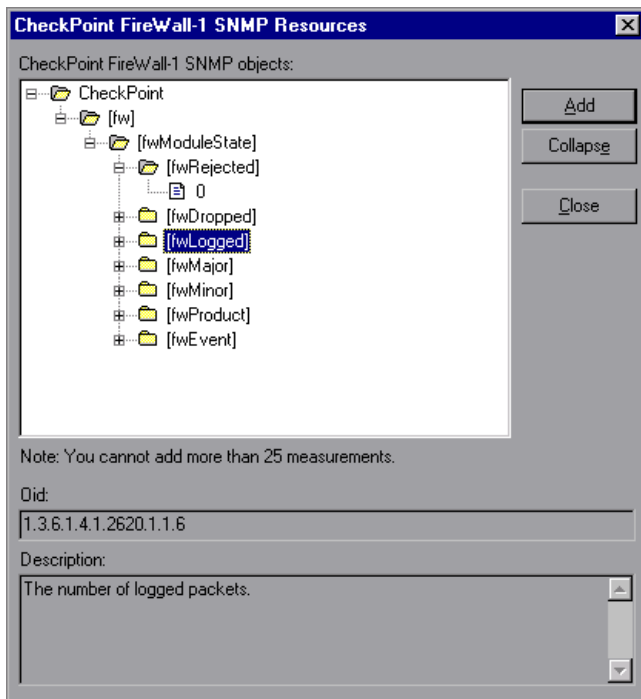 CheckPoint FireWall-1 SNMP Resources
CheckPoint FireWall-1 SNMP objects:
CheckPoint
[fw]
[fwModuleState]
[fwRejected]
0
[fwDropped]
[fwLogged]
[fwMajor]
[fwMinor]
[fwProduct]
[fwEvent]
Add
Collapse
Close
Note: You cannot add more than 25 measurements.
Oid:
1.3.6.1.4.1.2620.1.1.6
Description:
The number of logged packets.